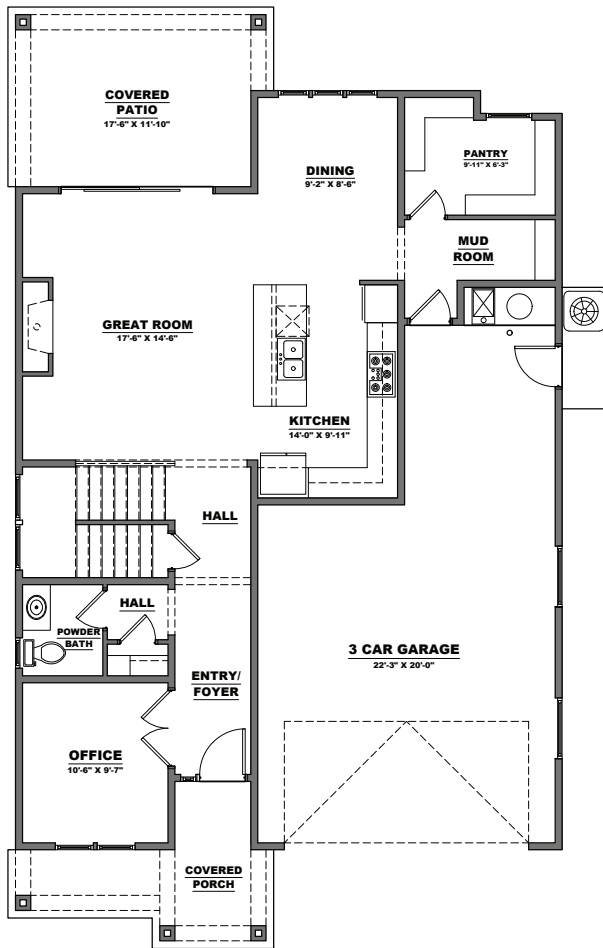 COVERED
PATIO
17'-6" X 11'-10"
DINING
9'-2" X 8'-6"
PANTRY
9'-11" X 6'-3"
MUD
ROOM
GREAT ROOM
17'-6" X 14'-6"
KITCHEN
14'-0" X 9'-11"
HALL
HALL
POWDER
BATH
3 CAR GARAGE
22'-3" X 20'-0"
ENTRY/
FOYER
OFFICE
10'-6" X 9'-7"
COVERED
PORCH